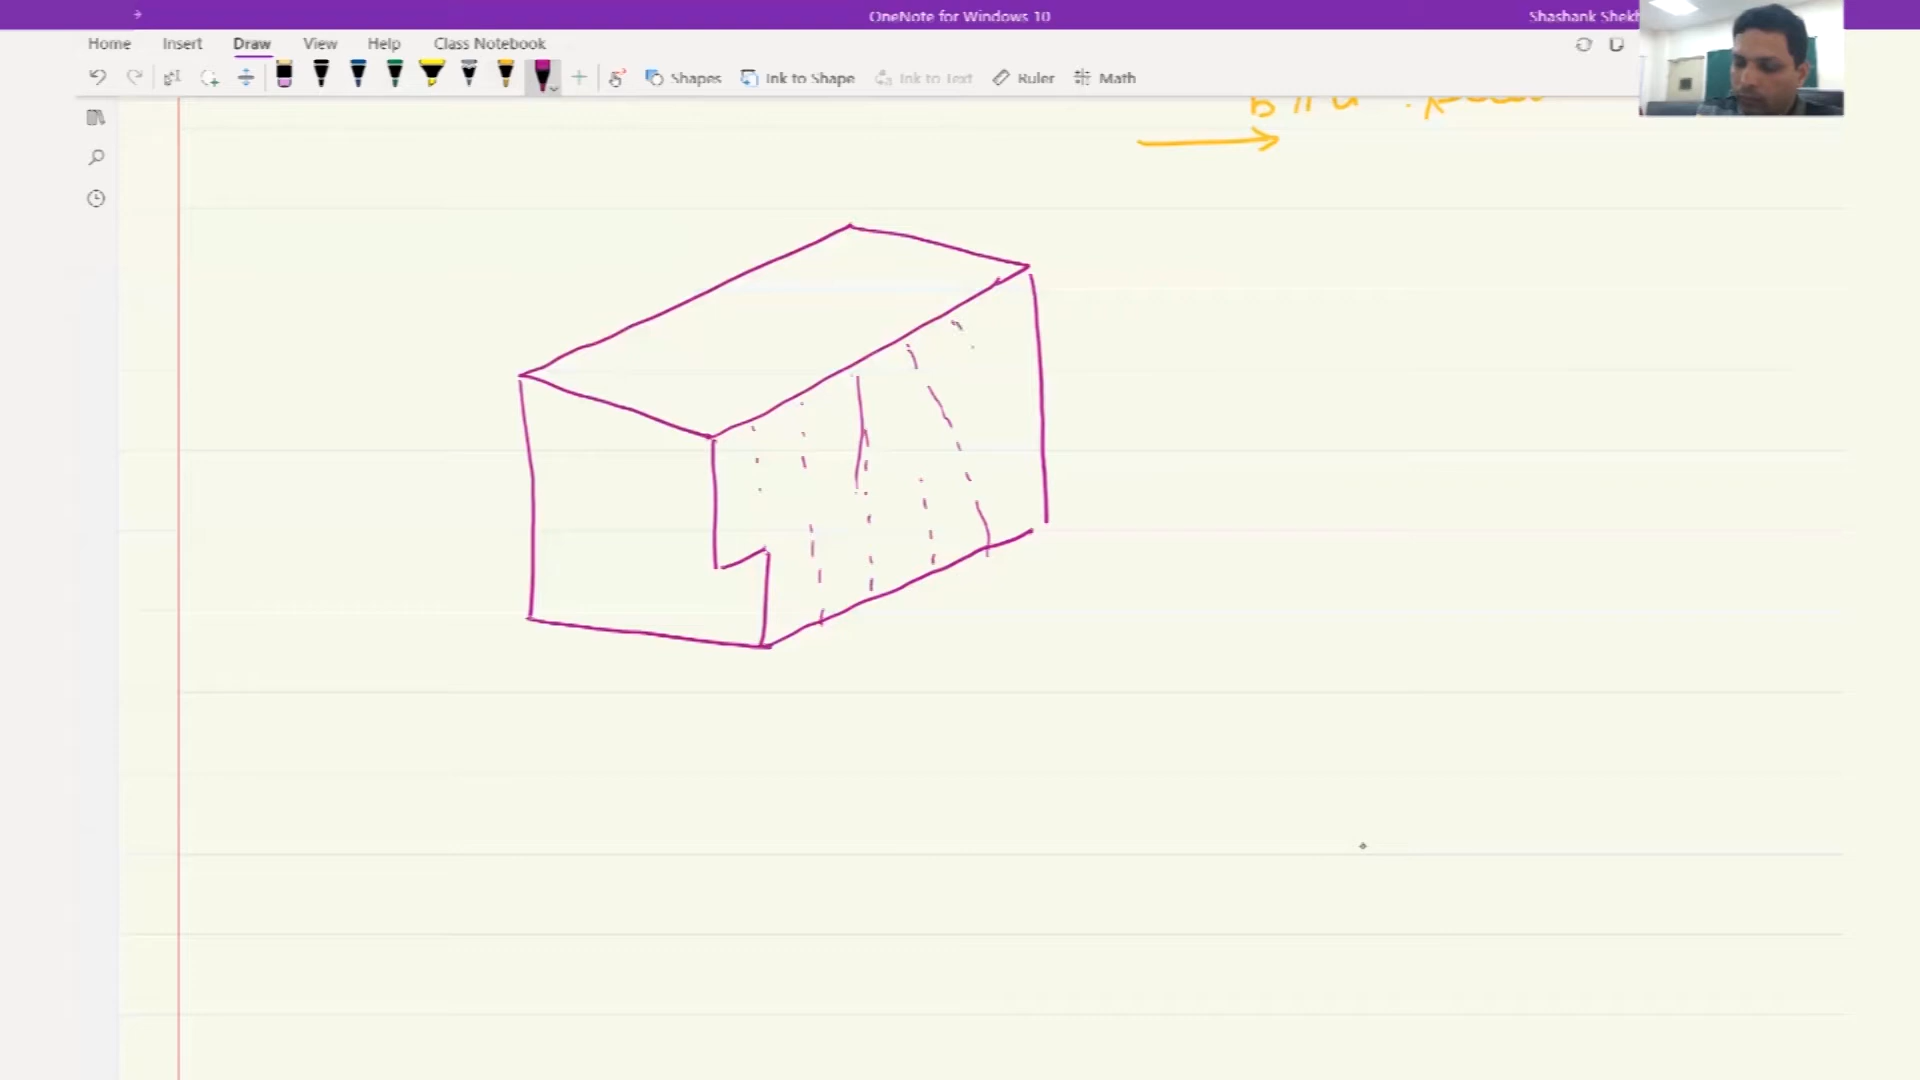 OneNote for Windows 10
Shashank Shekh
Home Insert Draw View Help Class Notebook
Shapes Ink to Shape Ink to Text Ruler Math